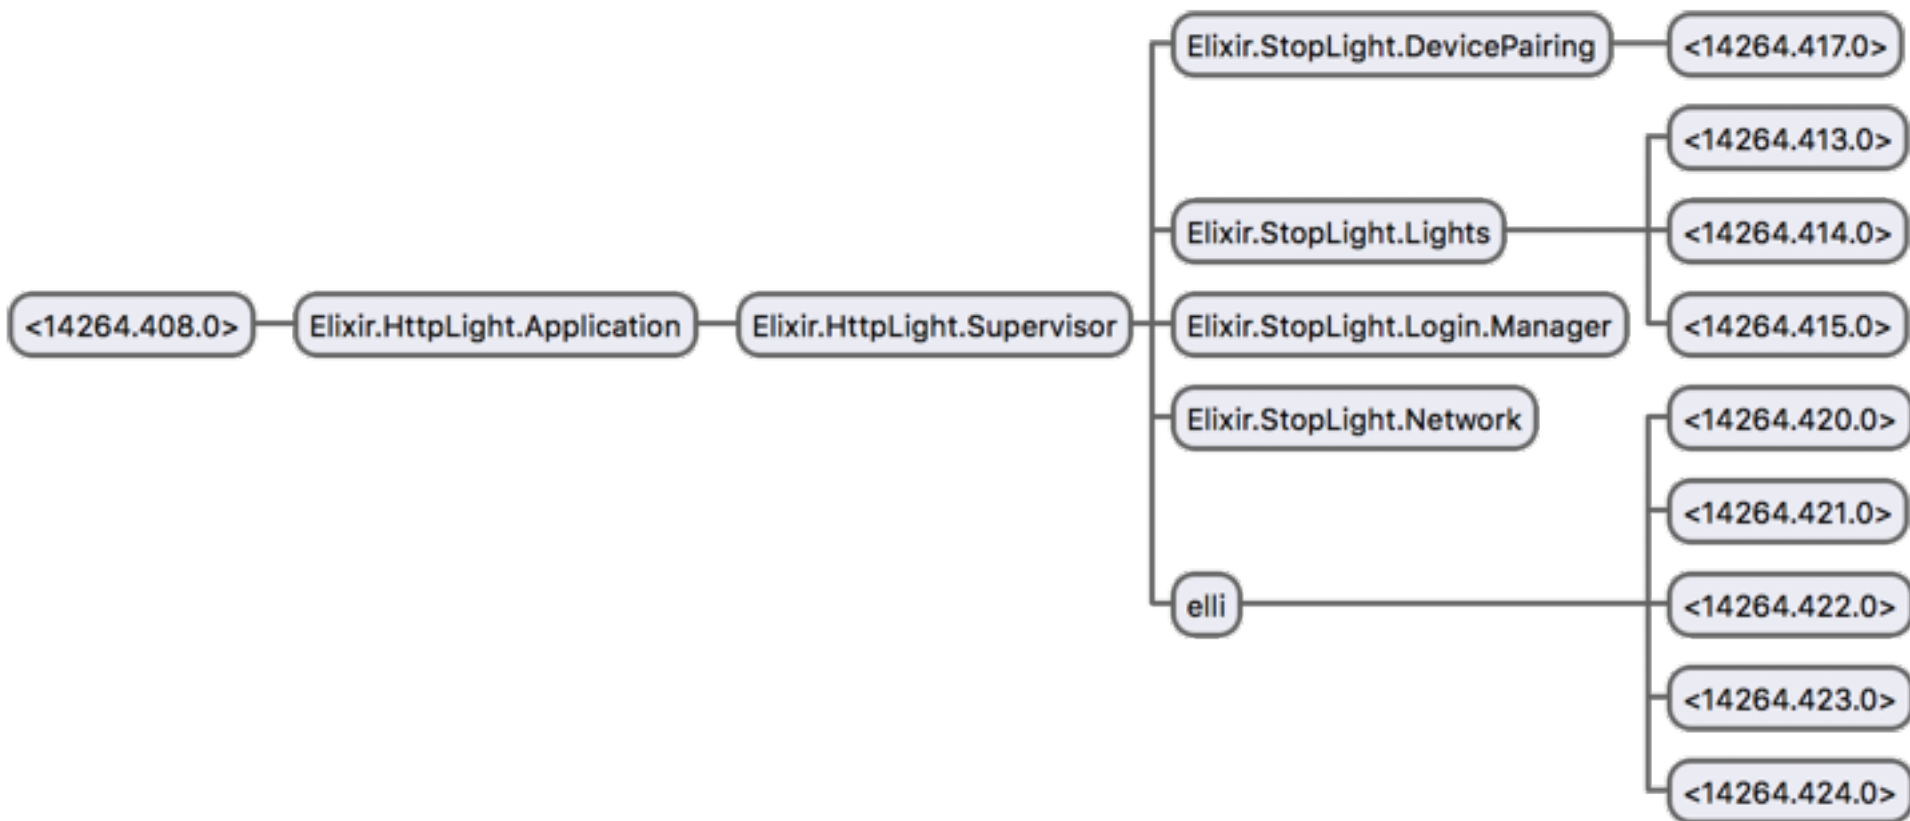 Elixir.StopLight.DevicePairing <14264.417.0>
<14264.413.0>
Elixir.StopLight.Lights <14264.414.0>
<14264.408.0> Elixir.HttpLight.Application Elixir.HttpLight.Supervisor Elixir.StopLight.Login.Manager <14264.415.0>
Elixir.StopLight.Network <14264.420.0>
<14264.421.0>
elli <14264.422.0>
<14264.423.0>
<14264.424.0>